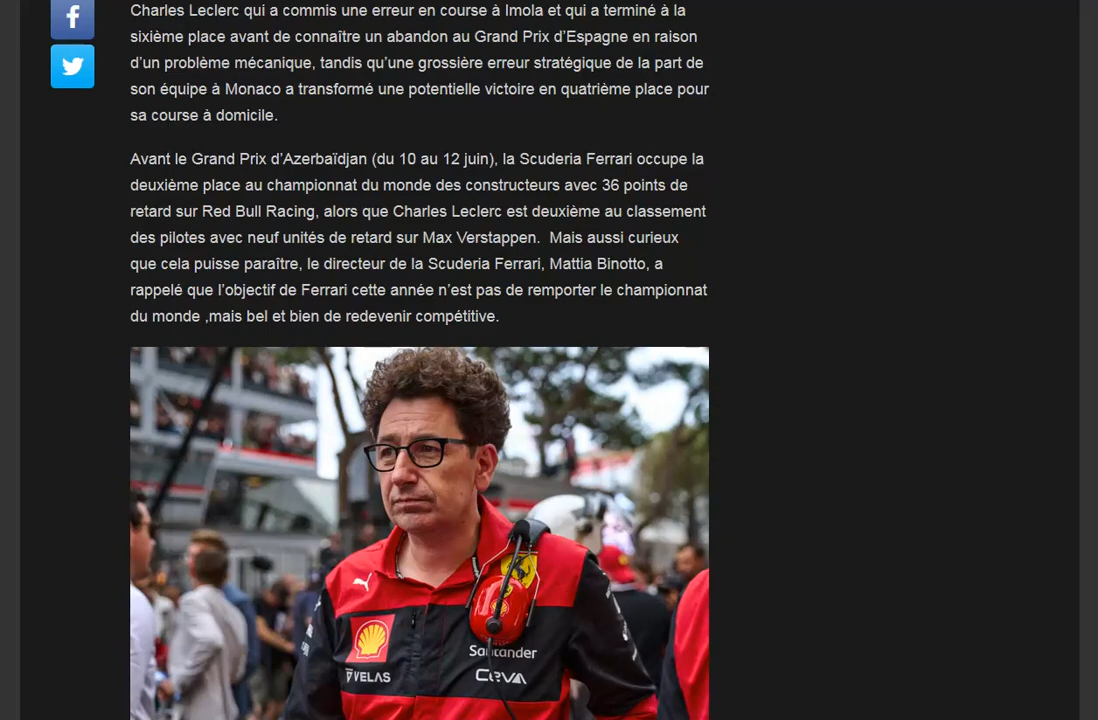 Charles Leclerc qui a commis une erreur en course à Imola et qui a terminé à la
sixième place avant de connaître un abandon au Grand Prix d’Espagne en raison
d’un problème mécanique, tandis qu’une grossière erreur stratégique de la part de
son équipe à Monaco a transformé une potentielle victoire en quatrième place pour
sa course à domicile.
Avant le Grand Prix d’Azerbaïdjan (du 10 au 12 juin), la Scuderia Ferrari occupe la
deuxième place au championnat du monde des constructeurs avec 36 points de
retard sur Red Bull Racing, alors que Charles Leclerc est deuxième au classement
des pilotes avec neuf unités de retard sur Max Verstappen.  Mais aussi curieux
que cela puisse paraître, le directeur de la Scuderia Ferrari, Mattia Binotto, a
rappelé que l’objectif de Ferrari cette année n’est pas de remporter le championnat
du monde ,mais bel et bien de redevenir compétitive.
Santander
VELAS
CEVA